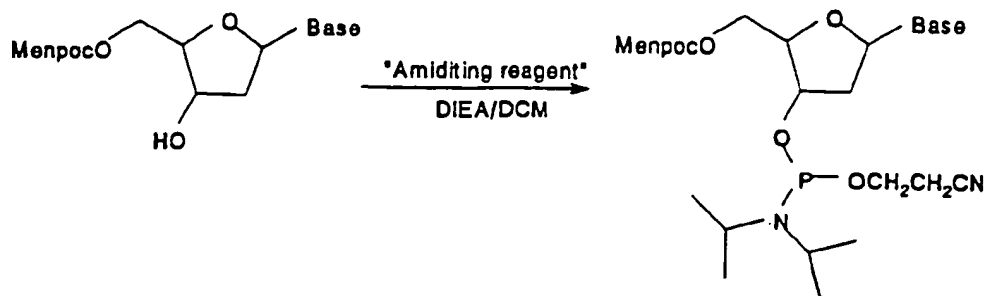 O
Base
MenpocO
HO
"Amiditing reagent"
DIEA/DCM
O
Base
MenpocO
O
P
OCH₂CH₂CN
N